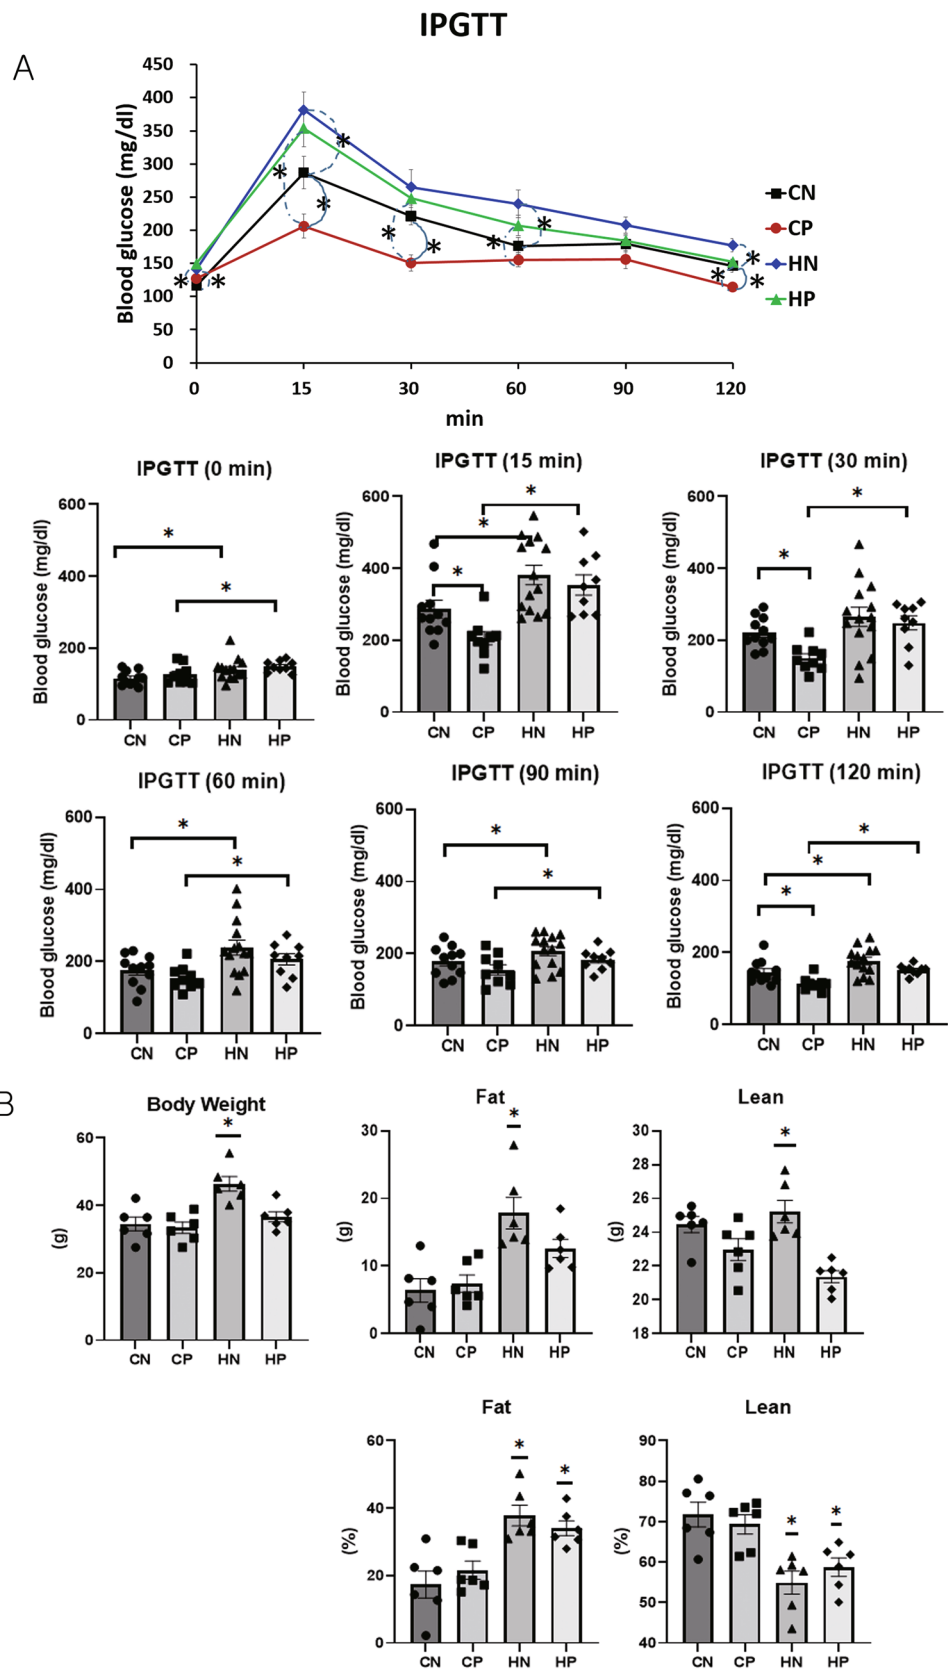 IPGTT
A
450
400
350
300
250
200
150
100
50
0
Blood glucose (mg/dl)
* * * * * * * * * * * *
0 15 30 60 90 120
min
CN
CP
HN
HP
IPGTT (0 min)
Blood glucose (mg/dl)
600
400
200
0
*
*
CN CP HN HP
IPGTT (15 min)
Blood glucose (mg/dl)
600
400
200
0
*
*
*
CN CP HN HP
IPGTT (30 min)
Blood glucose (mg/dl)
600
400
200
0
*
*
CN CP HN HP
IPGTT (60 min)
Blood glucose (mg/dl)
600
400
200
0
*
*
CN CP HN HP
IPGTT (90 min)
Blood glucose (mg/dl)
600
400
200
0
*
*
CN CP HN HP
IPGTT (120 min)
Blood glucose (mg/dl)
600
400
200
0
*
*
*
CN CP HN HP
B
Body Weight
(g)
60
40
20
0
*
CN CP HN HP
Fat
(g)
30
20
10
0
*
CN CP HN HP
Lean
(g)
30
28
26
24
22
20
18
*
CN CP HN HP
Fat
(%)
60
40
20
0
*
*
CN CP HN HP
Lean
(%)
90
80
70
60
50
40
*
*
CN CP HN HP